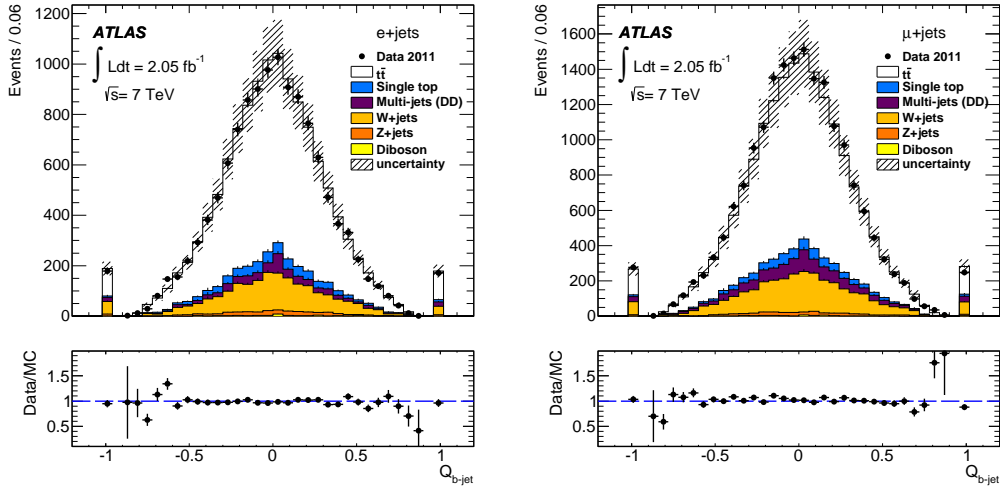 Events / 0.06
1200
1000
800
600
400
200
0
ATLAS
∫ Ldt = 2.05 fb⁻¹
√s= 7 TeV
e+jets
Data 2011
tt̄
Single top
Multi-jets (DD)
W+jets
Z+jets
Diboson
uncertainty
Data/MC
1.5
1
0.5
-1 -0.5 0 0.5 1
Q b-jet
Events / 0.06
1600
1400
1200
1000
800
600
400
200
0
ATLAS
∫ Ldt = 2.05 fb⁻¹
√s= 7 TeV
μ+jets
Data 2011
tt̄
Single top
Multi-jets (DD)
W+jets
Z+jets
Diboson
uncertainty
Data/MC
1.5
1
0.5
-1 -0.5 0 0.5 1
Q b-jet